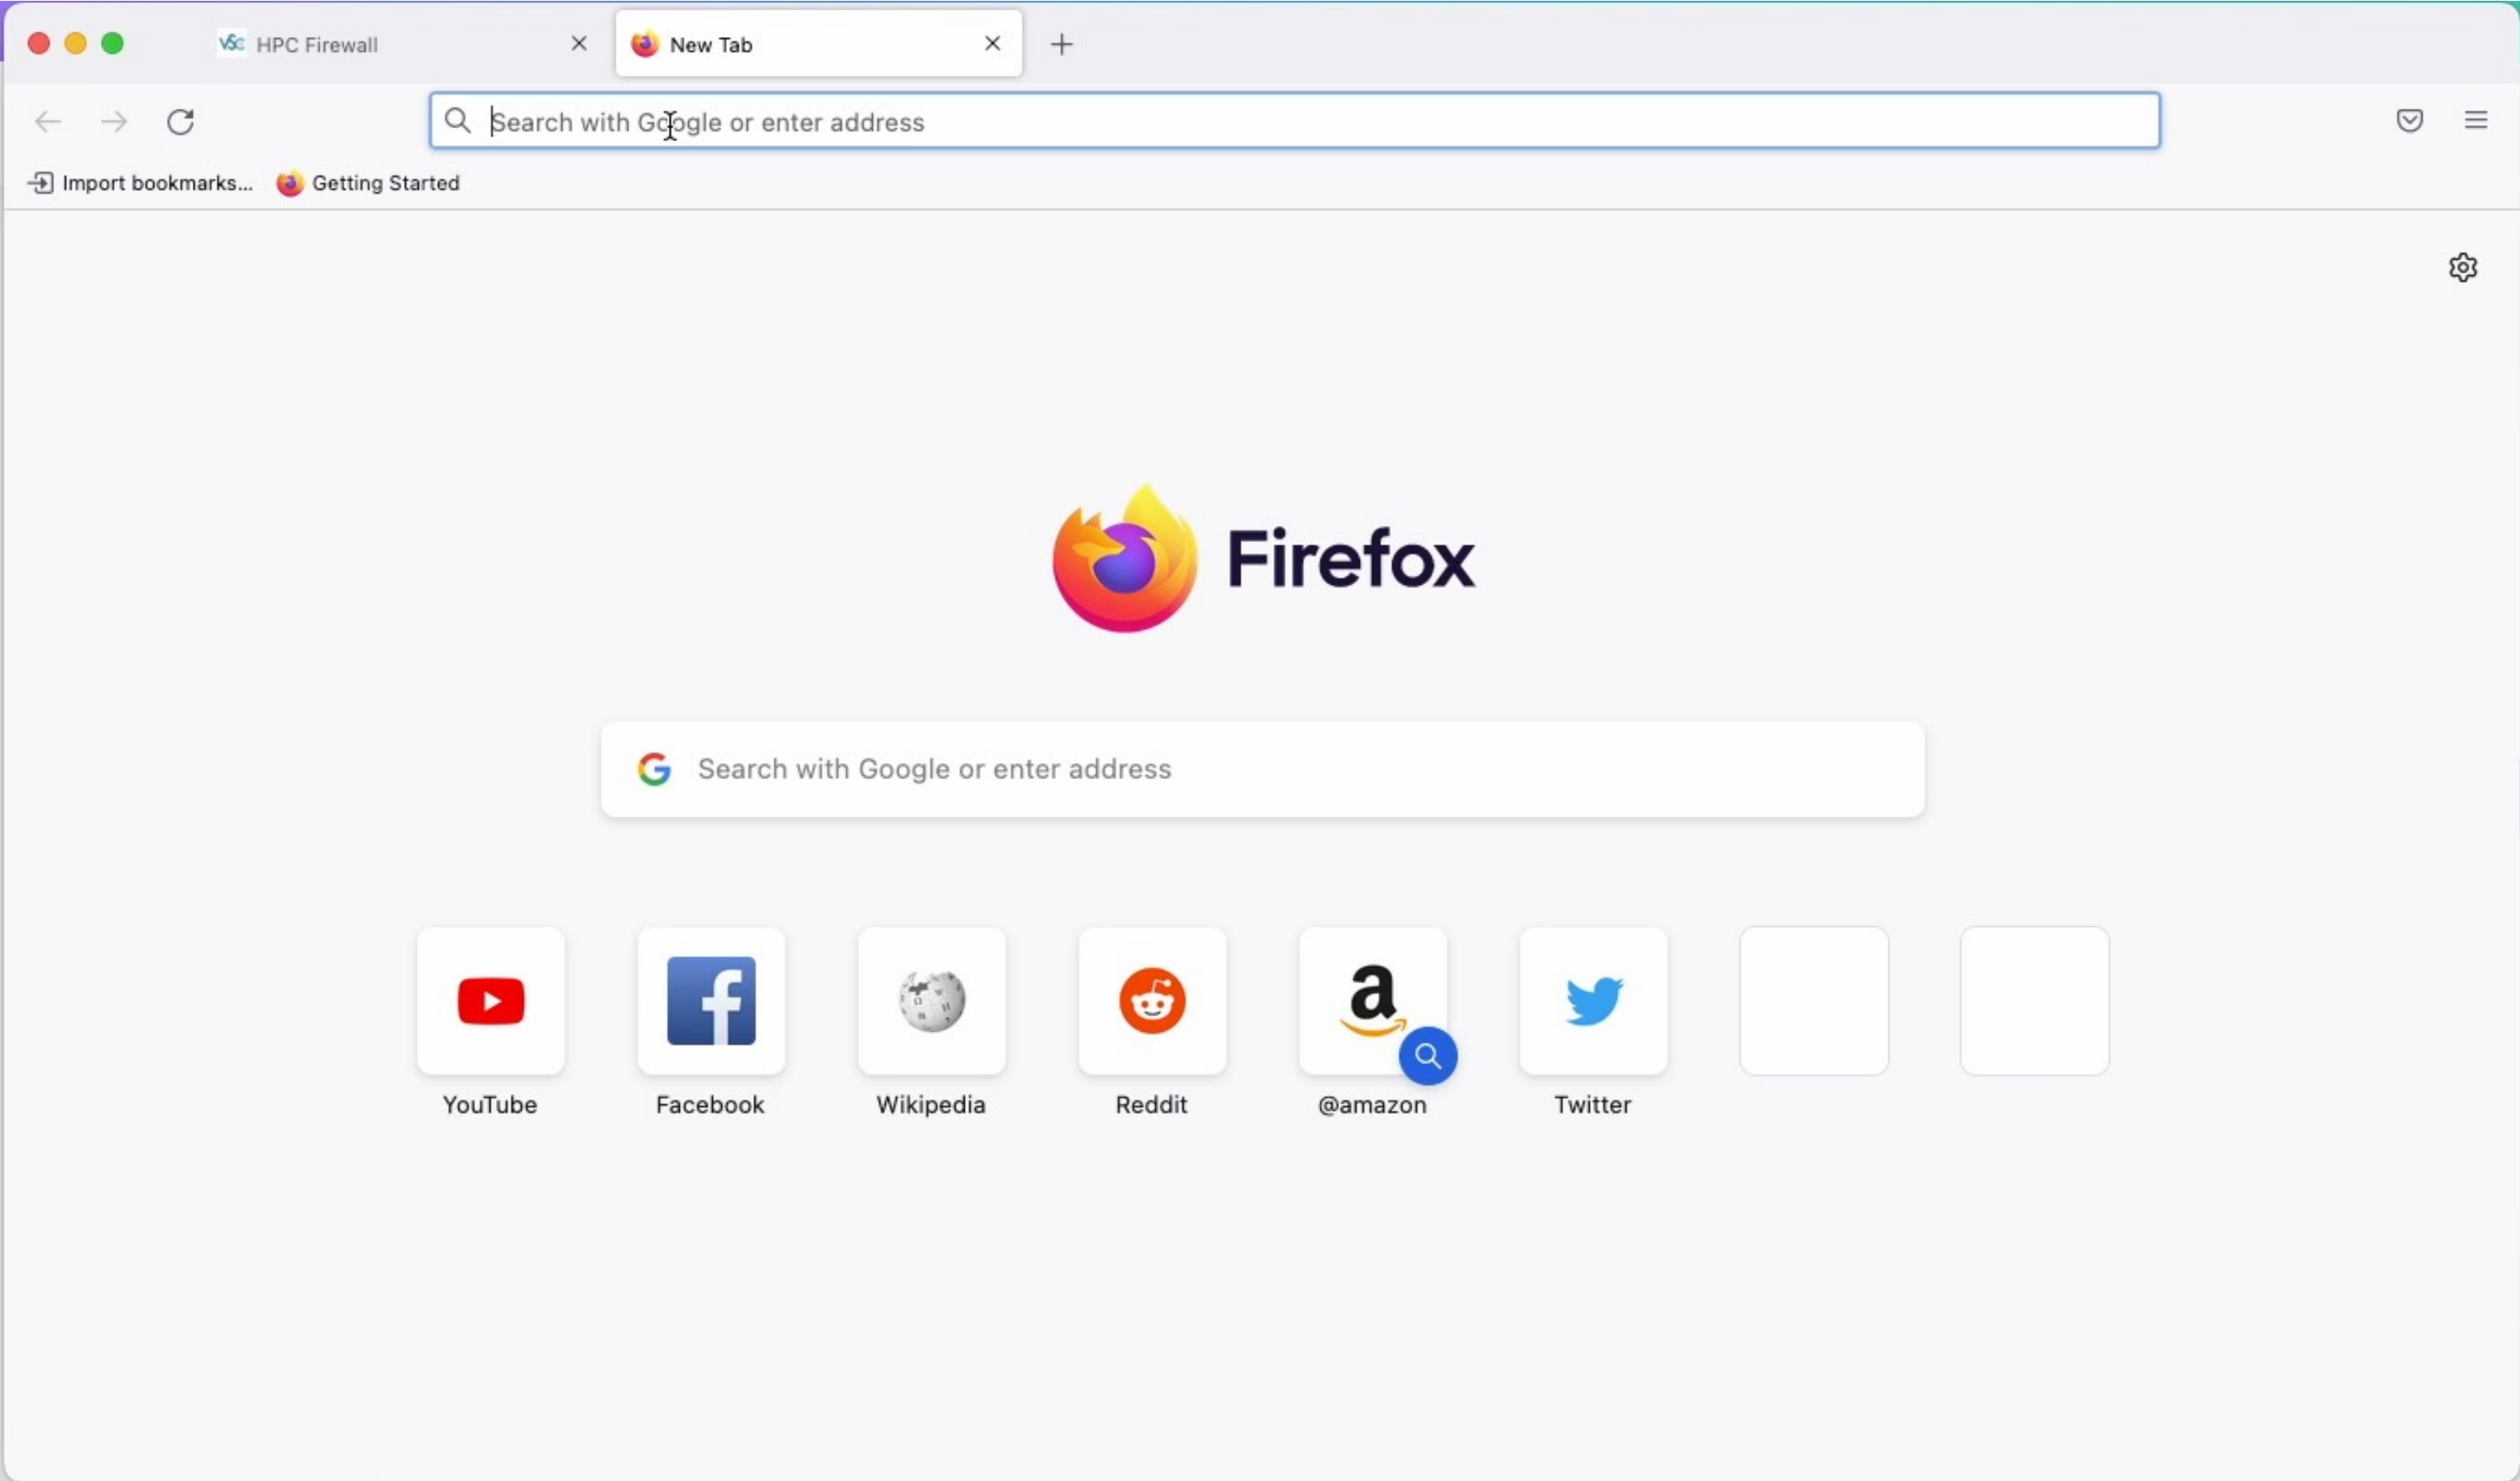 VSC HPC Firewall
New Tab
Search with Google or enter address
Import bookmarks...
Getting Started
Firefox
Search with Google or enter address
YouTube
Facebook
Wikipedia
Reddit
@amazon
Twitter